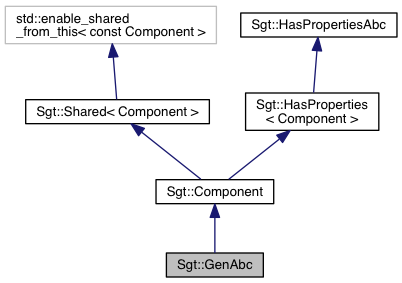 std::enable_shared
_from_this< const Component >
Sgt::HasPropertiesAbc
Sgt::Shared< Component >
Sgt::HasProperties
< Component >
Sgt::Component
Sgt::GenAbc